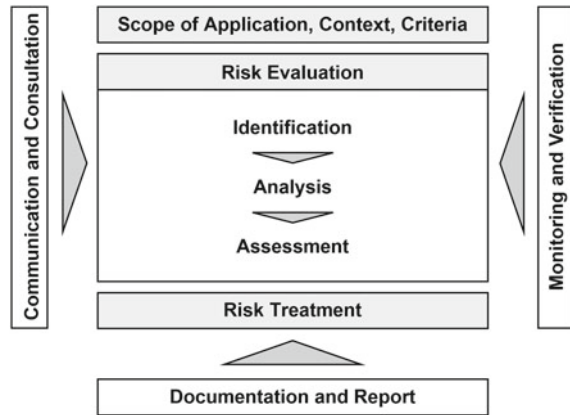 Scope of Application, Context, Criteria
Communication and Consultation
Risk Evaluation
Identification
Analysis
Assessment
Monitoring and Verification
Risk Treatment
Documentation and Report